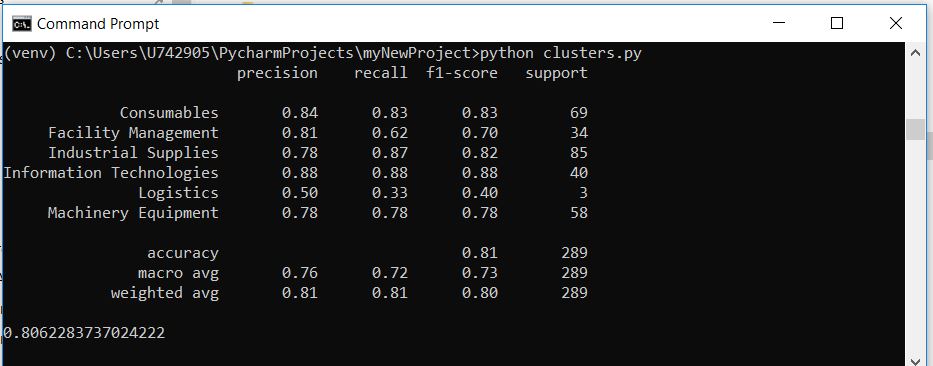 Command Prompt
(venv) C:\Users\U742905\PycharmProjects\myNewProject>python clusters.py
precision recall f1-score support
Consumables 0.84 0.83 0.83 69
Facility Management 0.81 0.62 0.70 34
Industrial Supplies 0.78 0.87 0.82 85
Information Technologies 0.88 0.88 0.88 40
Logistics 0.50 0.33 0.40 3
Machinery Equipment 0.78 0.78 0.78 58
accuracy 0.81 289
macro avg 0.76 0.72 0.73 289
weighted avg 0.81 0.81 0.80 289
0.8062283737024222